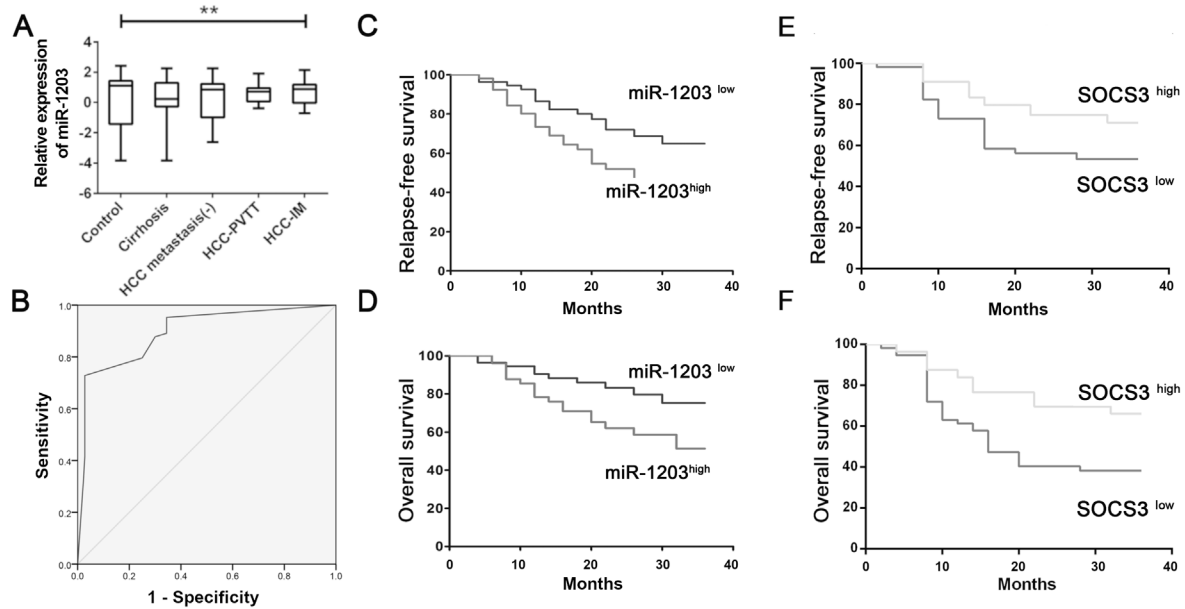 A
**
Relative expression
of miR-1203
4
2
0
-2
-4
-6
Control
Cirrhosis
HCC metastasis(-)
HCC-PVTT
HCC-IM
B
Sensitivity
1.0
0.8
0.6
0.4
0.2
0.0
0.0 0.2 0.4 0.6 0.8 1.0
1 - Specificity
C
Relapse-free survival
100
80
60
40
20
0
miR-1203 low
miR-1203high
0 10 20 30 40
Months
D
Overall survival
100
80
60
40
20
0
miR-1203 low
miR-1203high
0 10 20 30 40
Months
E
Relapse-free survival
100
80
60
40
20
0
SOCS3 high
SOCS3 low
0 10 20 30 40
Months
F
Overall survival
100
80
60
40
20
0
SOCS3 high
SOCS3 low
0 10 20 30 40
Months